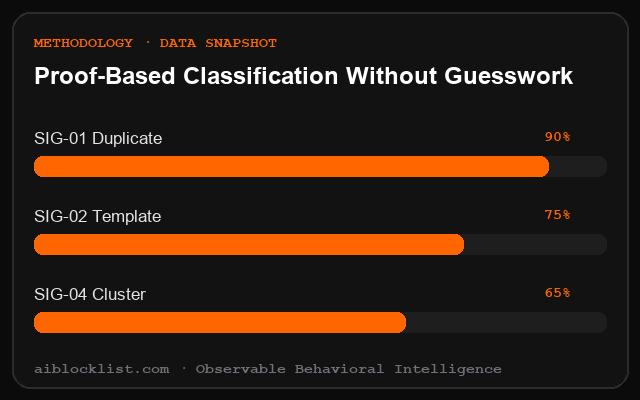 METHODOLOGY · DATA SNAPSHOT
Proof-Based Classification Without Guesswork
SIG-01 Duplicate 90%
SIG-02 Template 75%
SIG-04 Cluster 65%
aiblocklist.com · Observable Behavioral Intelligence